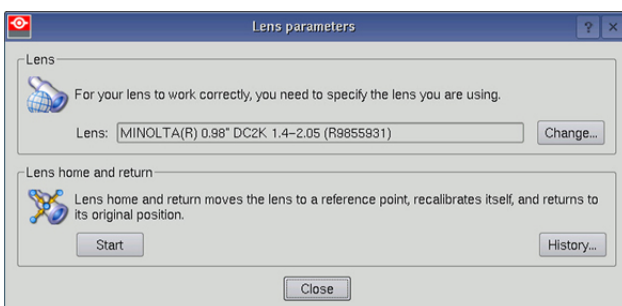 Lens parameters
Lens
For your lens to work correctly, you need to specify the lens you are using.
Lens: MINOLTA(R) 0.98" DC2K 1.4-2.05 (R9855931) Change...
Lens home and return
Lens home and return moves the lens to a reference point, recalibrates itself, and returns to
its original position.
Start History...
Close